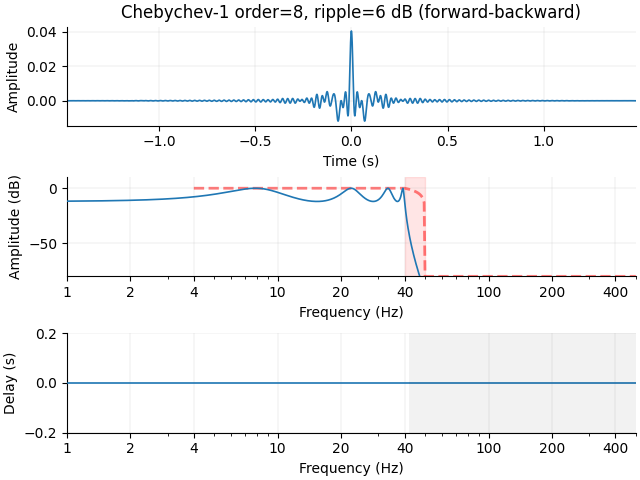 Chebychev-1 order=8, ripple=6 dB (forward-backward)
Amplitude
0.04
0.02
0.00
−1.0 −0.5 0.0 0.5 1.0
Time (s)
Amplitude (dB)
0
−50
1 2 4 10 20 40 100 200 400
Frequency (Hz)
Delay (s)
0.2
0.0
−0.2
1 2 4 10 20 40 100 200 400
Frequency (Hz)